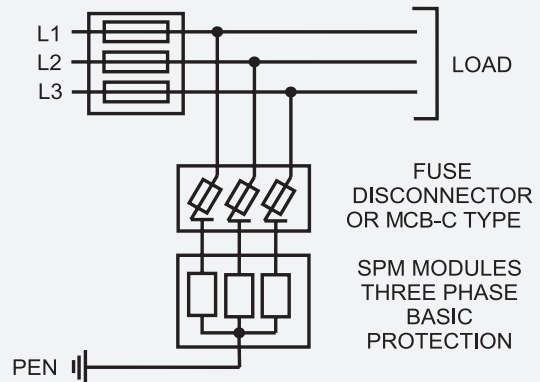 L1
L2
L3
LOAD
FUSE
DISCONNECTOR
OR MCB-C TYPE
SPM MODULES
THREE PHASE
BASIC
PROTECTION
PEN